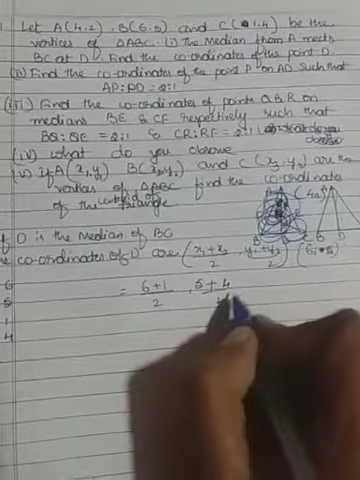 Let A(4,2), B(6,5) and C(1,4) be the
vertices of ΔABC. (i) The Median from A meets
BC at D. Find the co-ordinates of the point D.
(ii) Find the co-ordinates of the point P on AD such that
AP:PD = 2:1
(iii) Find the co-ordinates of points Q & R on
medians BE & CF respectively such that
BQ:QE = 2:1 & CR:RF = 2:1
(iv) what do you observe
(v) if A(x₁,y₁) B(x₂,y₂) and C(x₃,y₃) are the
vertices of ΔABC find the co-ordinates
of the centroid of triangle
D is the Median of BC
co-ordinates of D are (x₁+x₂/2, y₁+y₂/2)
= 6+1/2, 5+4